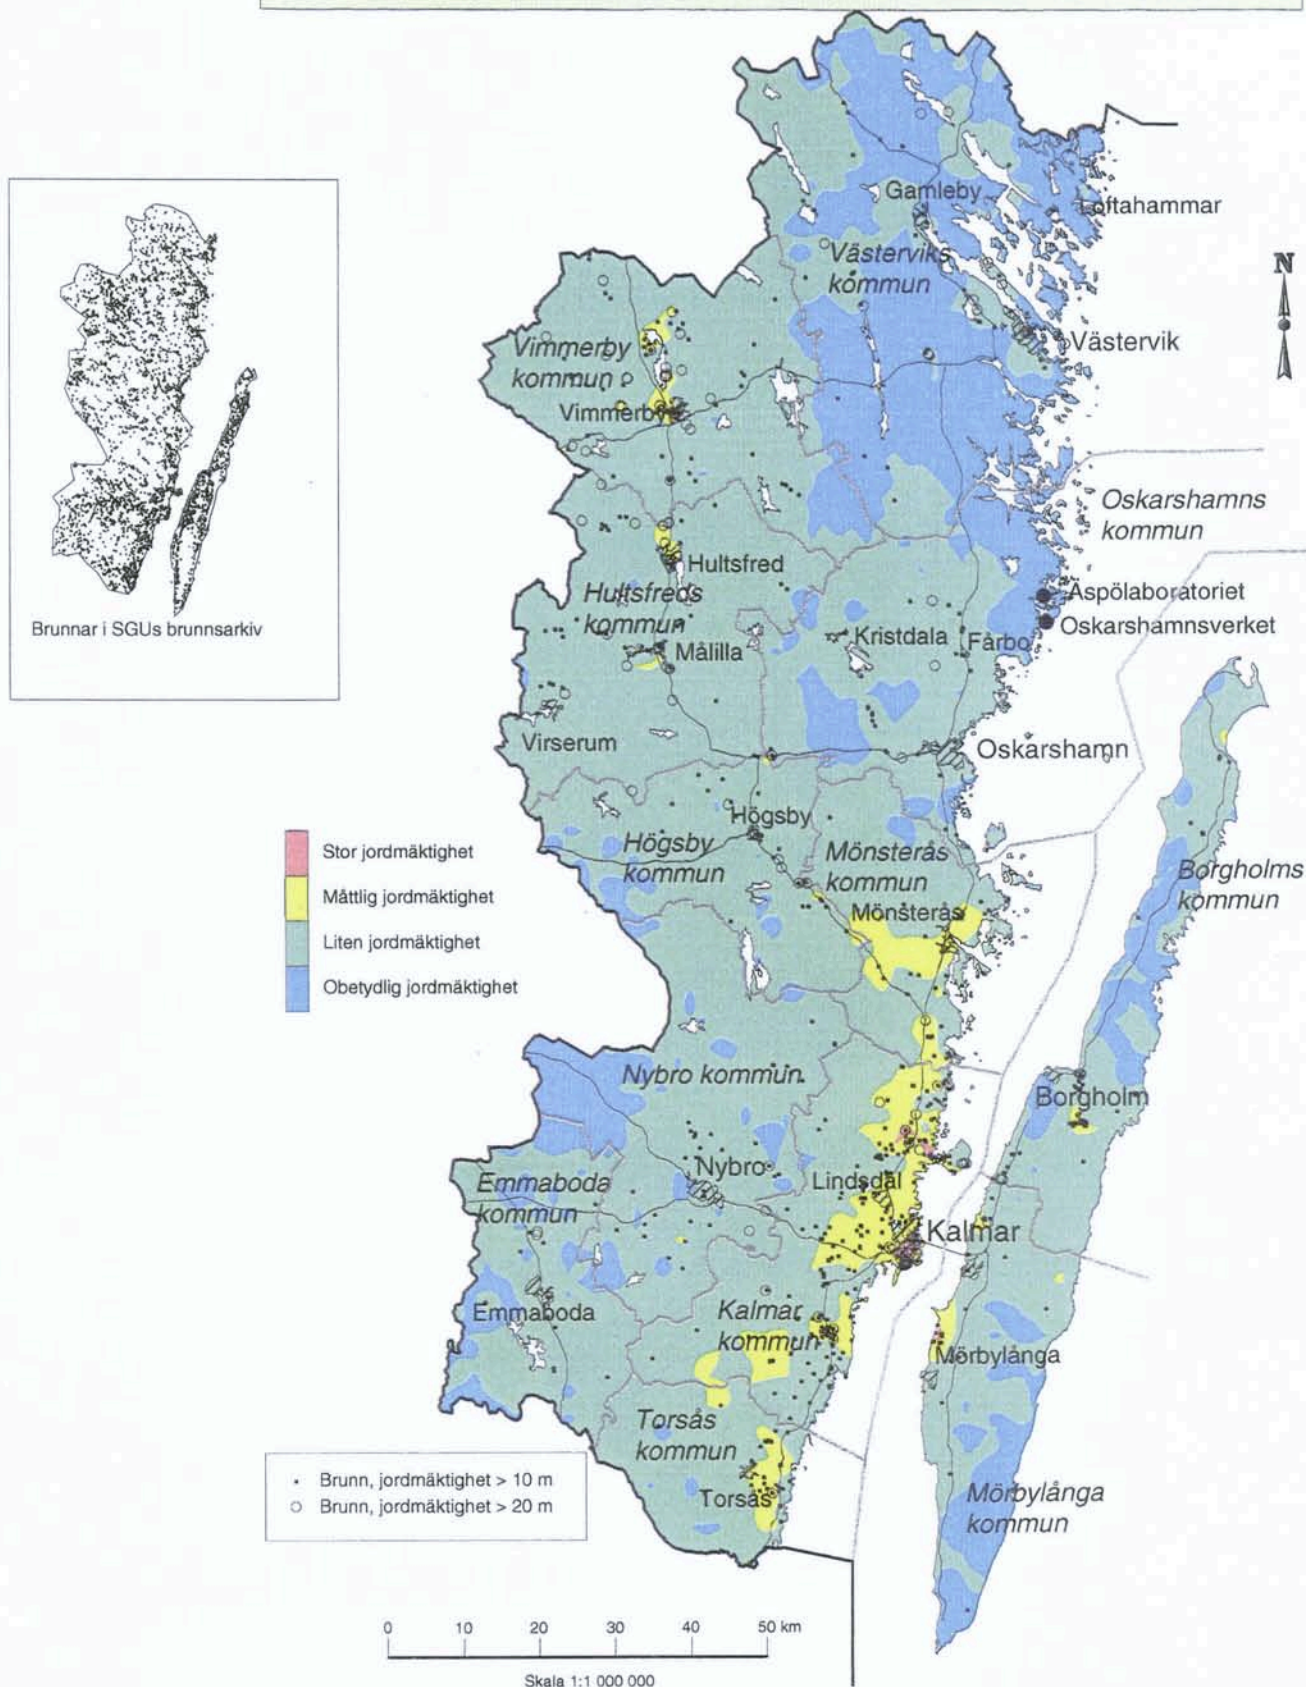 Gamleby
Loftahammar
N
Västerviks
kommun
Västervik
Vimmerby
kommun
Vimmerby
Brunnar i SGUs brunnsarkiv
Oskarshamns
kommun
Hultsfred
Hultsfreds
kommun
Äspölaboratoriet
Oskarshamnsverket
Kristdala
Fårbo
Målilla
Virserum
Oskarshamn
Högsby
Högsby
kommun
Mönsterås
kommun
Mönsterås
Borgholms
kommun
Stor jordmäktighet
Måttlig jordmäktighet
Liten jordmäktighet
Obetydlig jordmäktighet
Nybro kommun
Borgholm
Nybro
Lindsdal
Emmaboda
kommun
Kalmar
Emmaboda
Kalmar
kommun
Mörbylånga
Torsås
kommun
Torsås
Mörbylånga
kommun
Brunn, jordmäktighet > 10 m
Brunn, jordmäktighet > 20 m
0 10 20 30 40 50 km
Skala 1:1 000 000